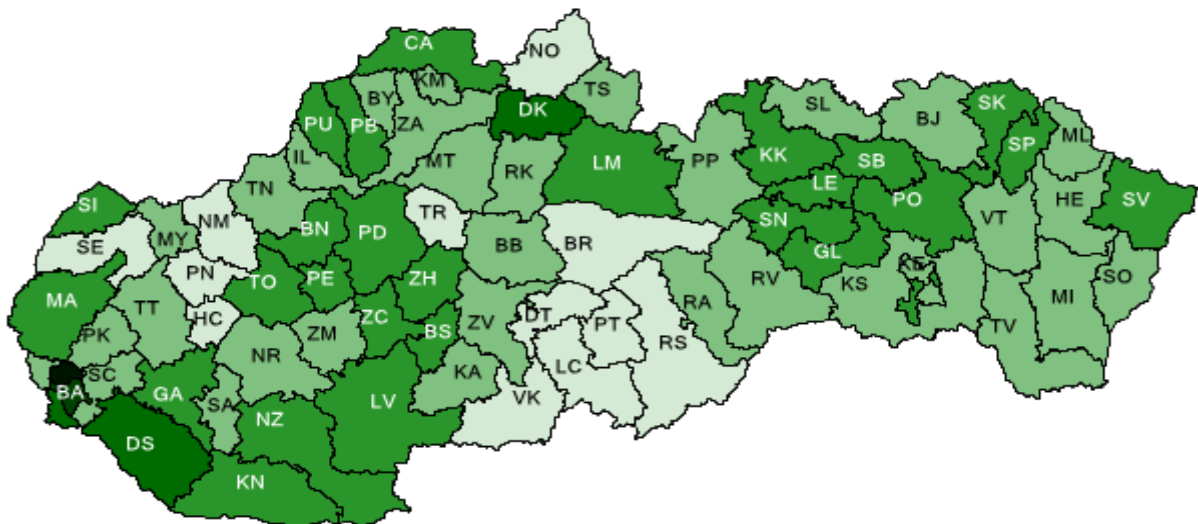 CA
NO
KM
TS
BY
DK
SL
SK
PU
PB
ZA
BJ
ML
SP
IL
MT
RK
LM
PP
KK
SB
LE
TN
HE
SV
SI
NM
BN
PD
TR
SN
PO
VT
SE
MY
BB
BR
GL
PN
TO
PE
ZH
KE
KS
RV
SO
MA
TT
HC
ZC
BS
ZV
DT
PT
RA
MI
PK
ZM
NR
RS
TV
SC
BA
GA
SA
KA
LC
LV
VK
NZ
DS
KN